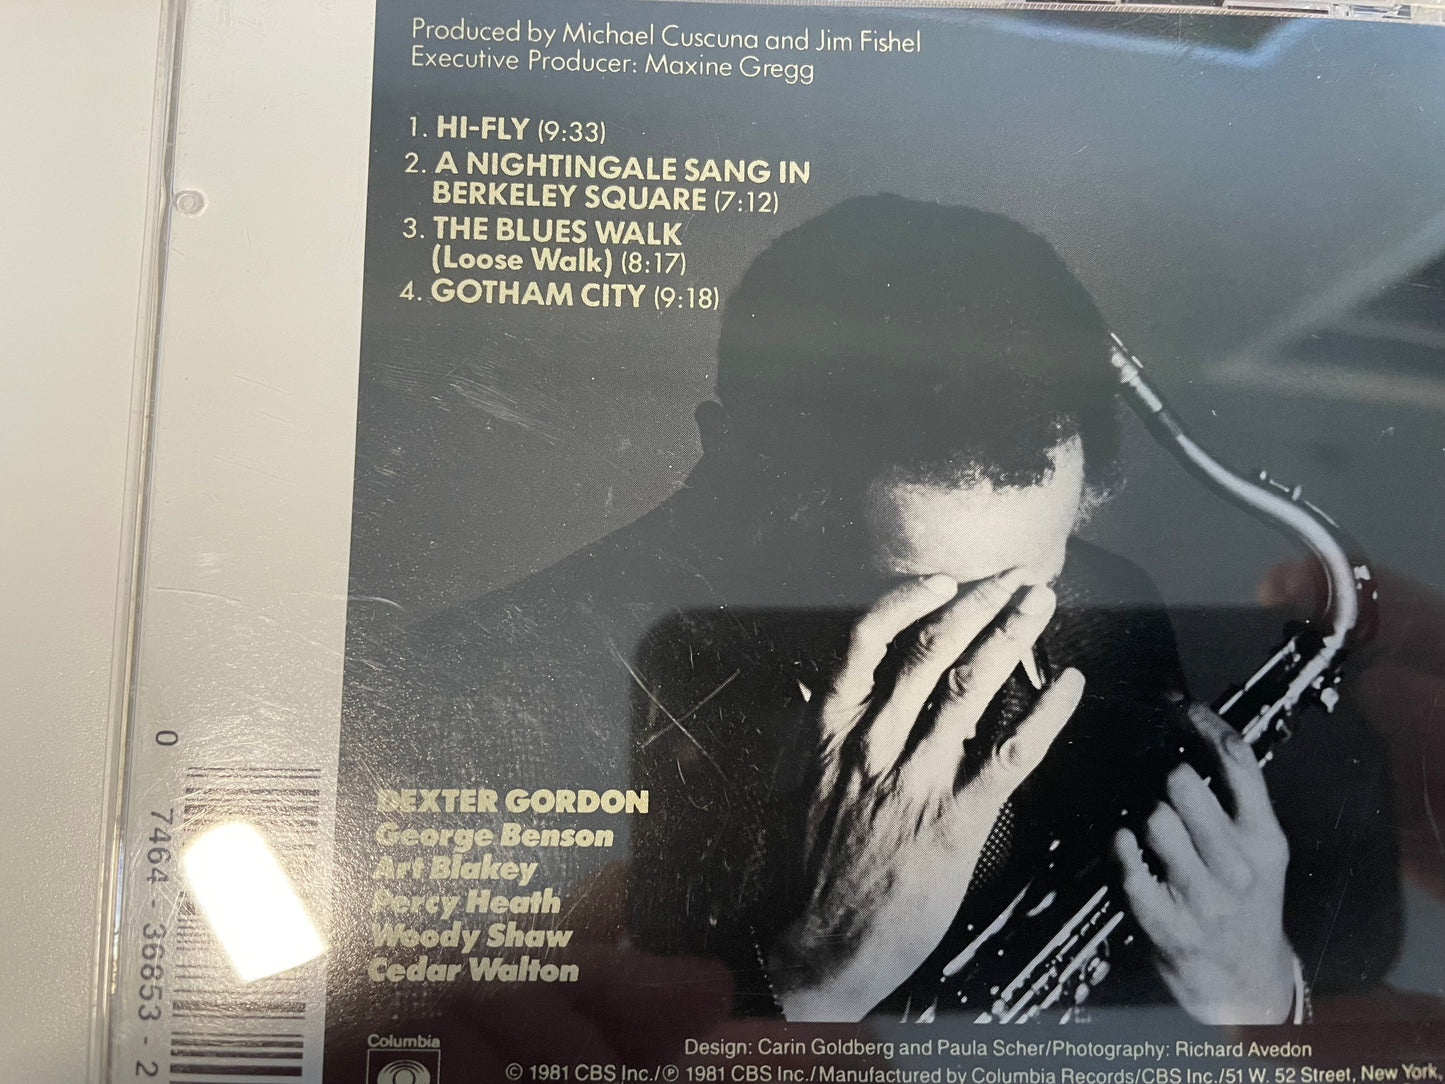 Produced by Michael Cuscuna and Jim Fishel
Executive Producer: Maxine Gregg
1. HI-FLY (9:33)
2. A NIGHTINGALE SANG IN
BERKELEY SQUARE (7:12)
3. THE BLUES WALK
(Loose Walk) (8:17)
4. GOTHAM CITY (9:18)
DEXTER GORDON
George Benson
Art Blakey
Percy Heath
Woody Shaw
Cedar Walton
0 7464-36853-2
Columbia
Design: Carin Goldberg and Paula Scher/Photography: Richard Avedon
© 1981 CBS Inc./℗ 1981 CBS Inc./Manufactured by Columbia Records/CBS Inc./51 W. 52 Street, New York,